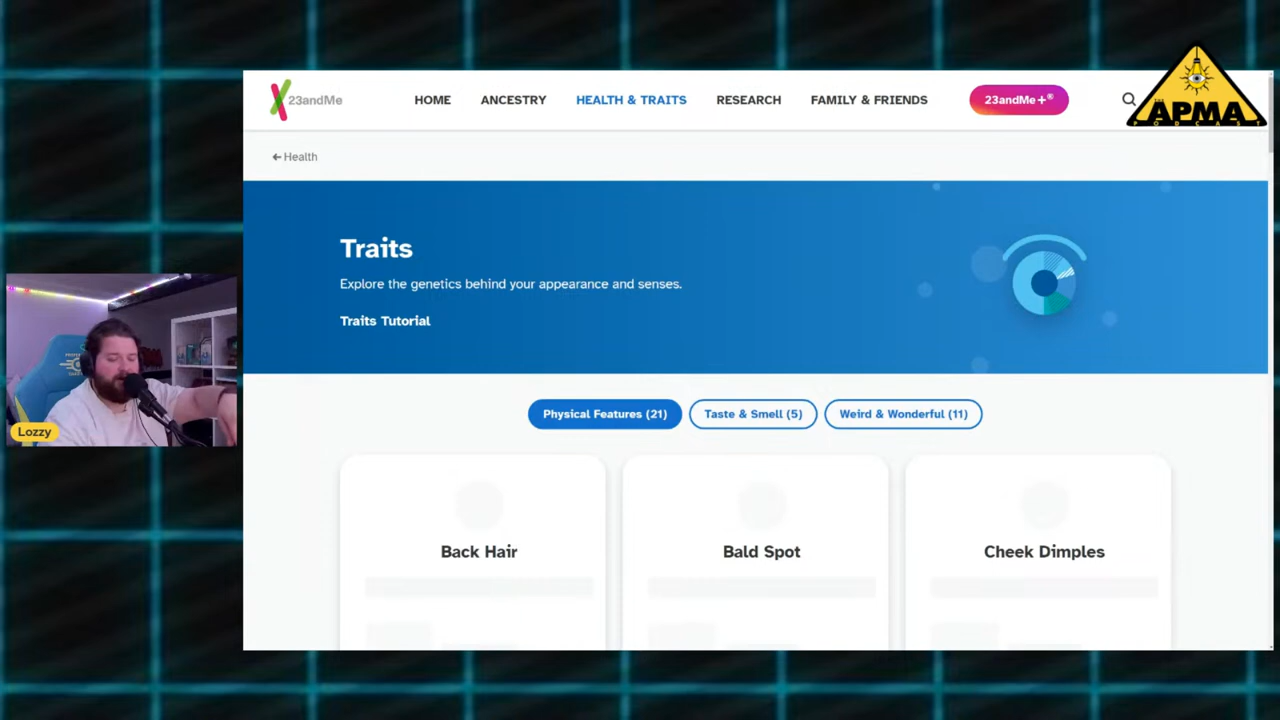 23andMe
HOME ANCESTRY HEALTH & TRAITS RESEARCH FAMILY & FRIENDS 23andMe+®
THE APMA
PODCAST
← Health
Traits
Explore the genetics behind your appearance and senses.
Traits Tutorial
Physical Features (21) Taste & Smell (5) Weird & Wonderful (11)
Lozzy
Back Hair Bald Spot Cheek Dimples